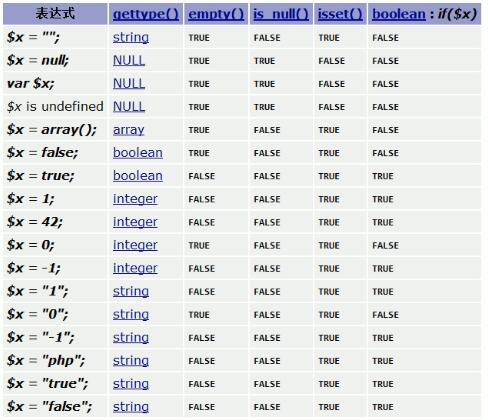 表达式 gettype() empty() is_null() isset() boolean : if($x)
$x = ""; string TRUE FALSE TRUE FALSE
$x = null; NULL TRUE TRUE FALSE FALSE
var $x; NULL TRUE TRUE FALSE FALSE
$x is undefined NULL TRUE TRUE FALSE FALSE
$x = array(); array TRUE FALSE TRUE FALSE
$x = false; boolean TRUE FALSE TRUE FALSE
$x = true; boolean FALSE FALSE TRUE TRUE
$x = 1; integer FALSE FALSE TRUE TRUE
$x = 42; integer FALSE FALSE TRUE TRUE
$x = 0; integer TRUE FALSE TRUE FALSE
$x = -1; integer FALSE FALSE TRUE TRUE
$x = "1"; string FALSE FALSE TRUE TRUE
$x = "0"; string TRUE FALSE TRUE FALSE
$x = "-1"; string FALSE FALSE TRUE TRUE
$x = "php"; string FALSE FALSE TRUE TRUE
$x = "true"; string FALSE FALSE TRUE TRUE
$x = "false"; string FALSE FALSE TRUE TRUE